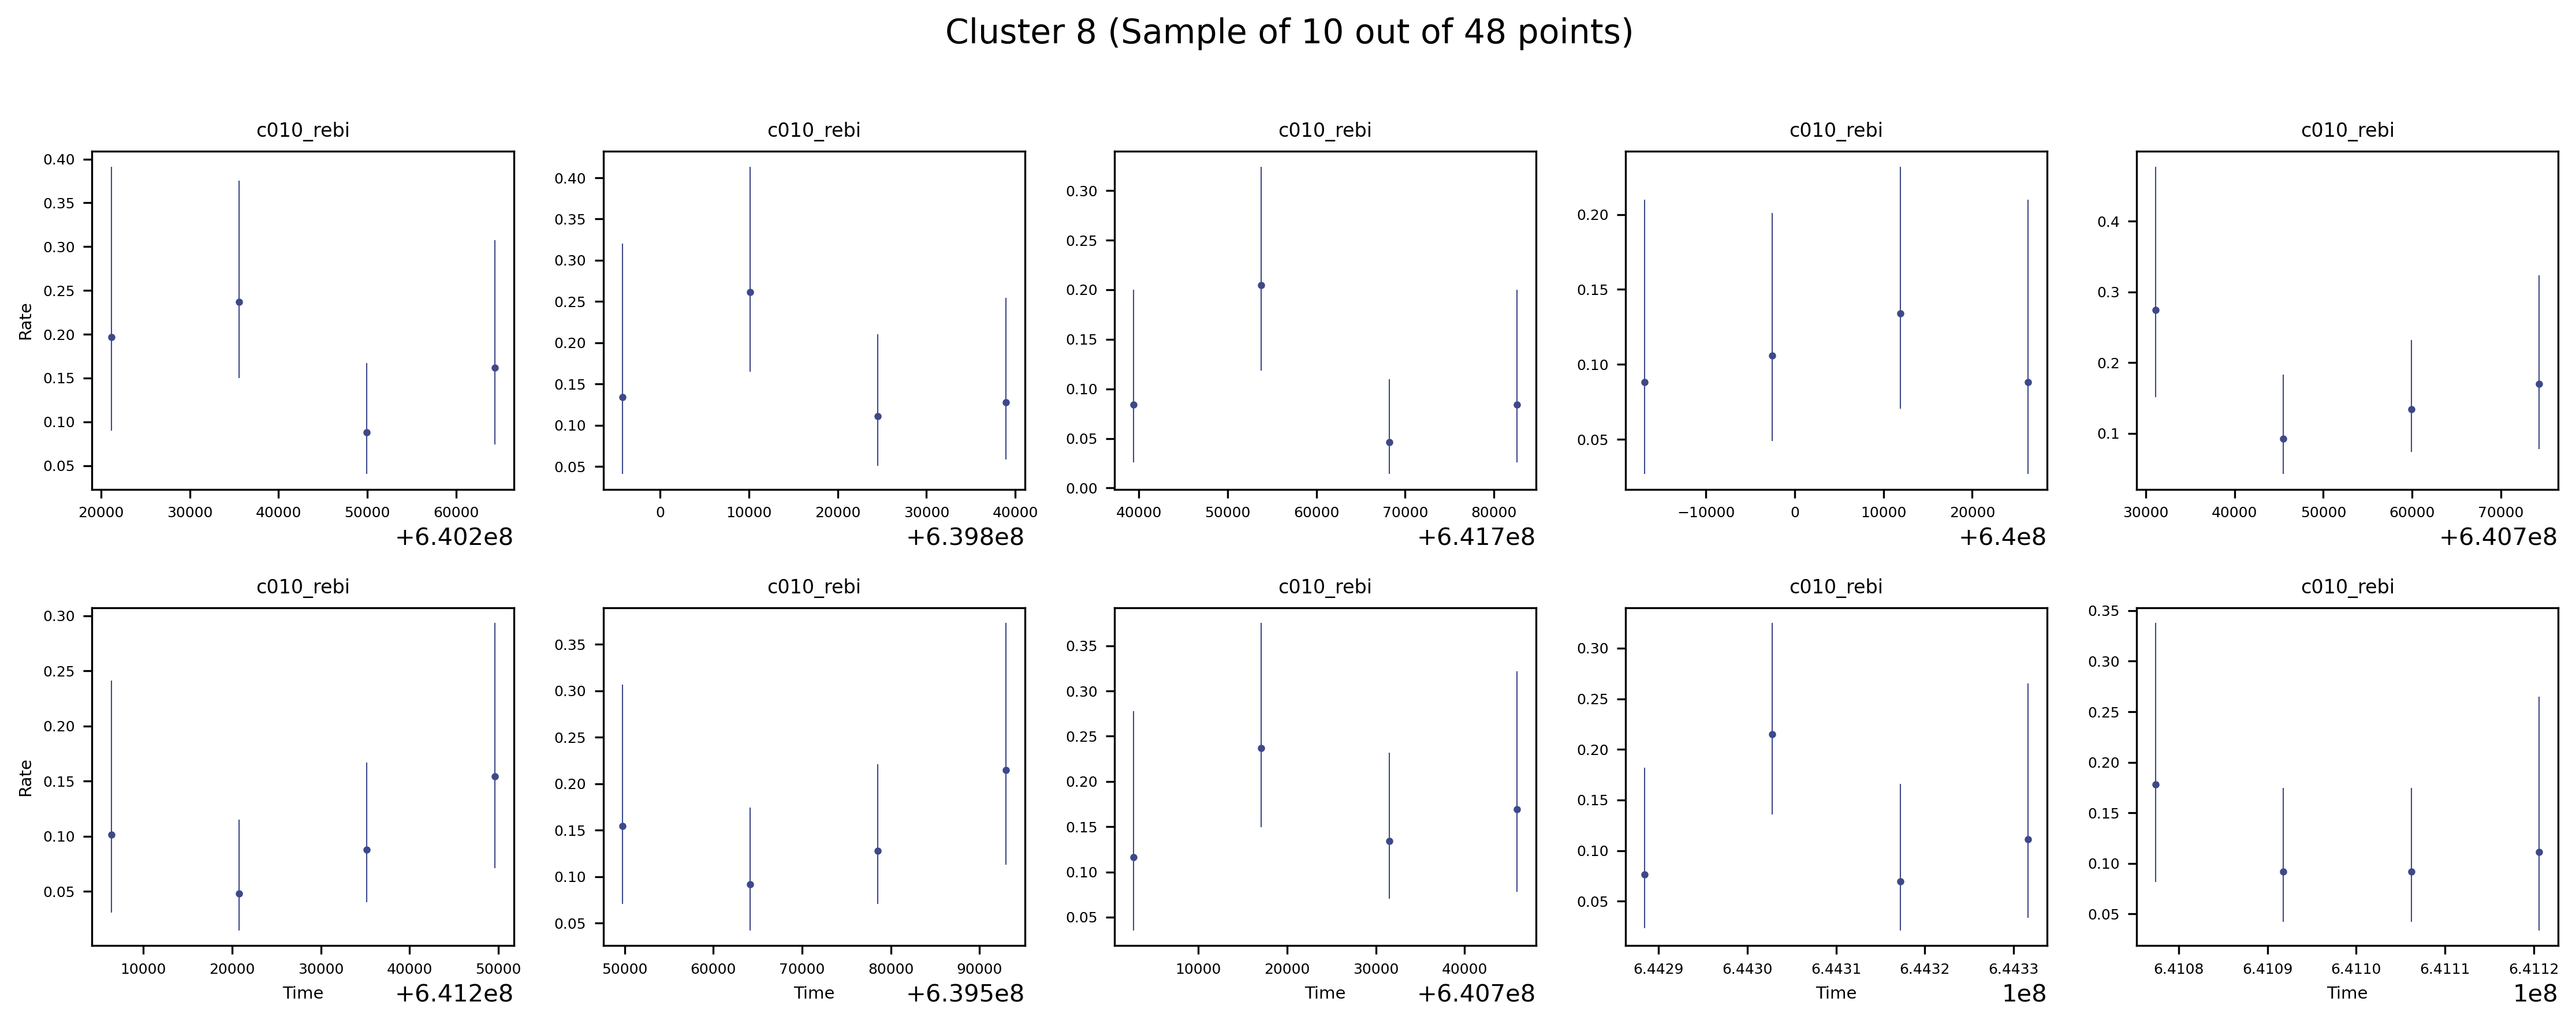 Cluster 8 (Sample of 10 out of 48 points)
c010_rebi c010_rebi c010_rebi c010_rebi c010_rebi
0.40 0.35 0.30 0.25 0.20 0.15 0.10 0.05
Rate
20000 30000 40000 50000 60000
+6.402e8
0.40 0.35 0.30 0.25 0.20 0.15 0.10 0.05
0 10000 20000 30000 40000
+6.398e8
0.30 0.25 0.20 0.15 0.10 0.05 0.00
40000 50000 60000 70000 80000
+6.417e8
0.20 0.15 0.10 0.05
−10000 0 10000 20000
+6.4e8
0.4 0.3 0.2 0.1
30000 40000 50000 60000 70000
+6.407e8
c010_rebi c010_rebi c010_rebi c010_rebi c010_rebi
0.30 0.25 0.20 0.15 0.10 0.05
Rate
10000 20000 30000 40000 50000
Time +6.412e8
0.35 0.30 0.25 0.20 0.15 0.10 0.05
50000 60000 70000 80000 90000
Time +6.395e8
0.35 0.30 0.25 0.20 0.15 0.10 0.05
10000 20000 30000 40000
Time +6.407e8
0.30 0.25 0.20 0.15 0.10 0.05
6.4429 6.4430 6.4431 6.4432 6.4433
Time 1e8
0.35 0.30 0.25 0.20 0.15 0.10 0.05
6.4108 6.4109 6.4110 6.4111 6.4112
Time 1e8